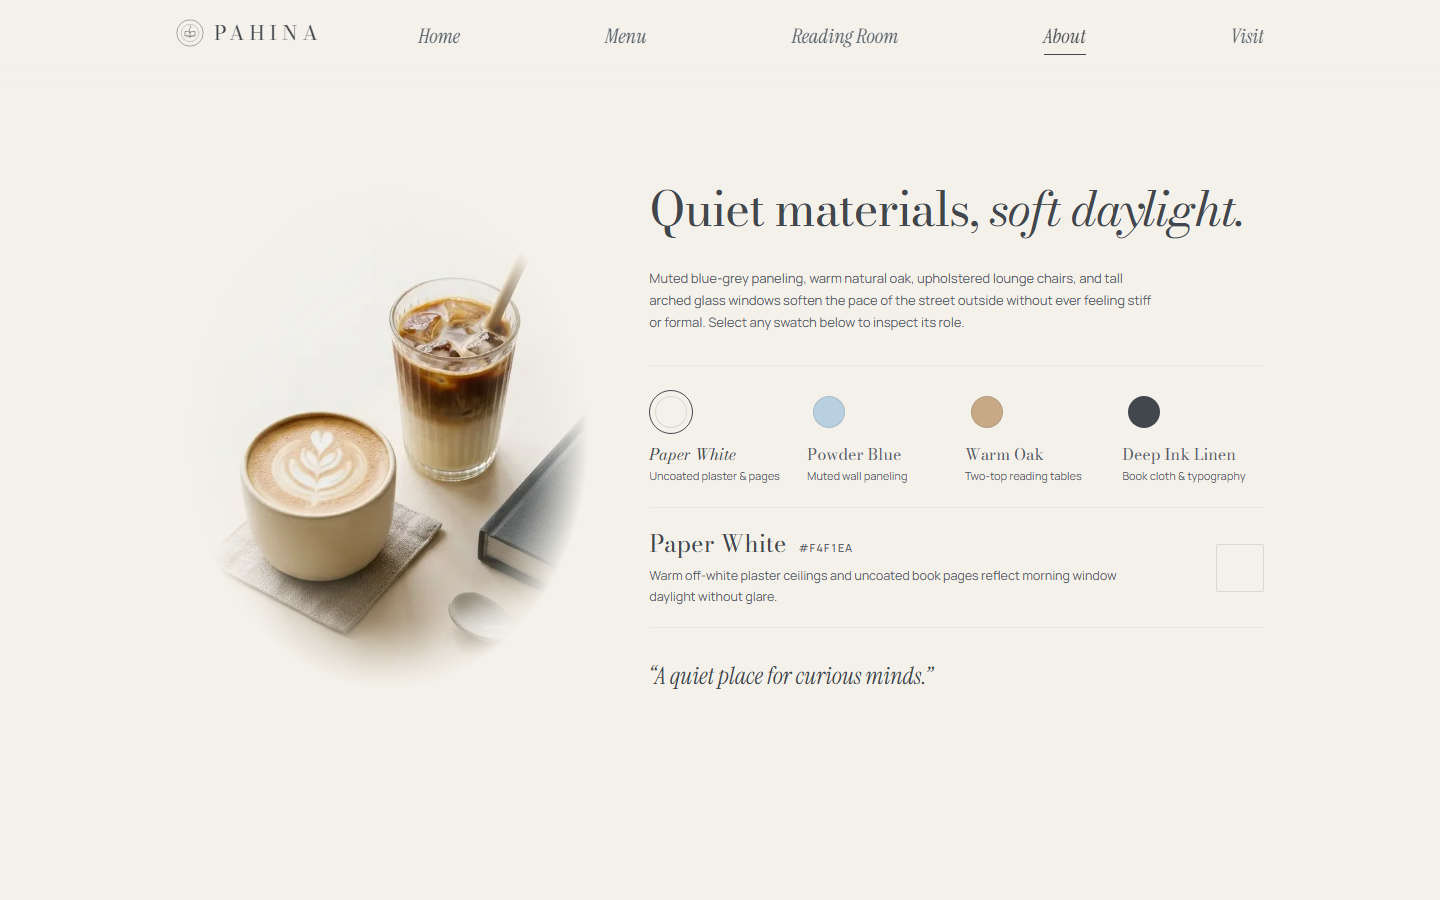 PAHINA
Home
Menu
Reading Room
About
Visit
Quiet materials, soft daylight.
Muted blue-grey paneling, warm natural oak, upholstered lounge chairs, and tall
arched glass windows soften the pace of the street outside without ever feeling stiff
or formal. Select any swatch below to inspect its role.
Paper White
Uncoated plaster & pages
Powder Blue
Muted wall paneling
Warm Oak
Two-top reading tables
Deep Ink Linen
Book cloth & typography
Paper White #F4F1EA
Warm off-white plaster ceilings and uncoated book pages reflect morning window
daylight without glare.
“A quiet place for curious minds.”